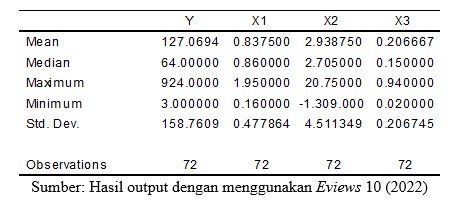 Y X1 X2 X3
Mean 127.0694 0.837500 2.938750 0.206667
Median 64.00000 0.860000 2.705000 0.150000
Maximum 924.0000 1.950000 20.75000 0.940000
Minimum 3.000000 0.160000 -1.309.000 0.020000
Std. Dev. 158.7609 0.477864 4.511349 0.206745
Observations 72 72 72 72
Sumber: Hasil output dengan menggunakan Eviews 10 (2022)